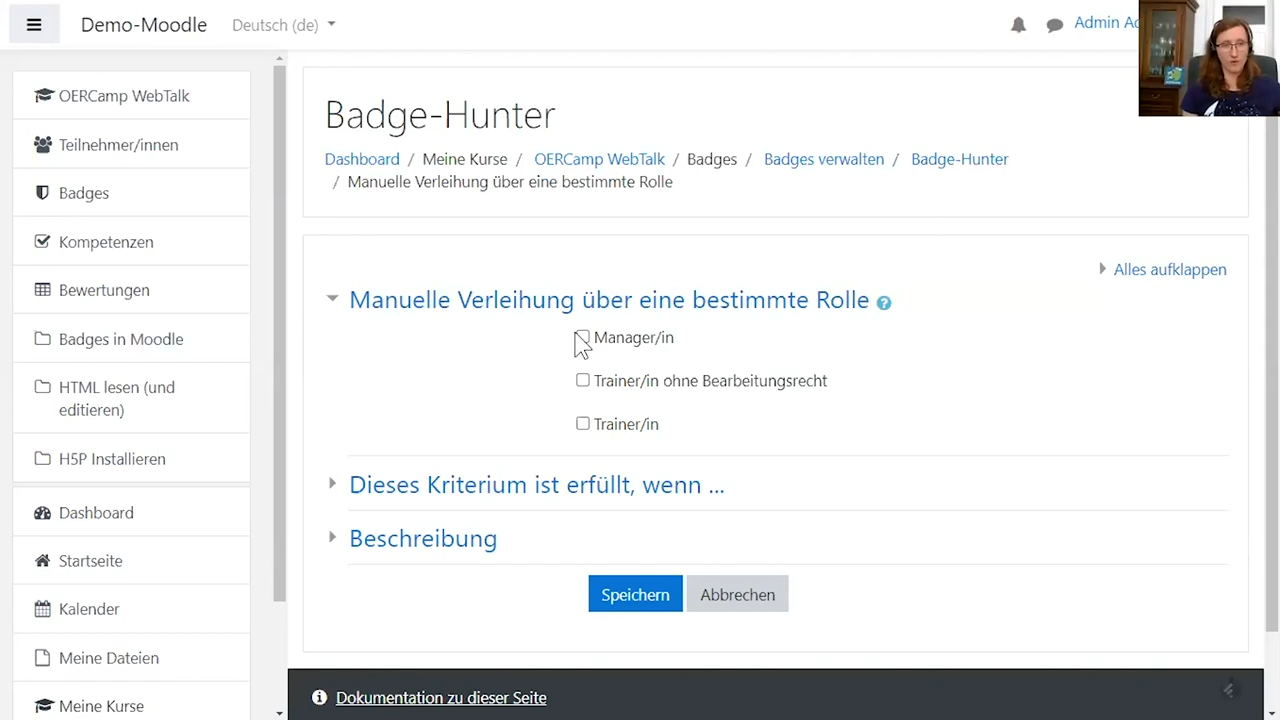 Demo-Moodle
Deutsch (de)
Admin
OERCamp WebTalk
Teilnehmer/innen
Badges
Kompetenzen
Bewertungen
Badges in Moodle
HTML lesen (und
editieren)
H5P Installieren
Dashboard
Startseite
Kalender
Meine Dateien
Meine Kurse
Badge-Hunter
Dashboard / Meine Kurse / OERCamp WebTalk / Badges / Badges verwalten / Badge-Hunter
/ Manuelle Verleihung über eine bestimmte Rolle
Alles aufklappen
Manuelle Verleihung über eine bestimmte Rolle
Manager/in
Trainer/in ohne Bearbeitungsrecht
Trainer/in
Dieses Kriterium ist erfüllt, wenn ...
Beschreibung
Speichern
Abbrechen
Dokumentation zu dieser Seite